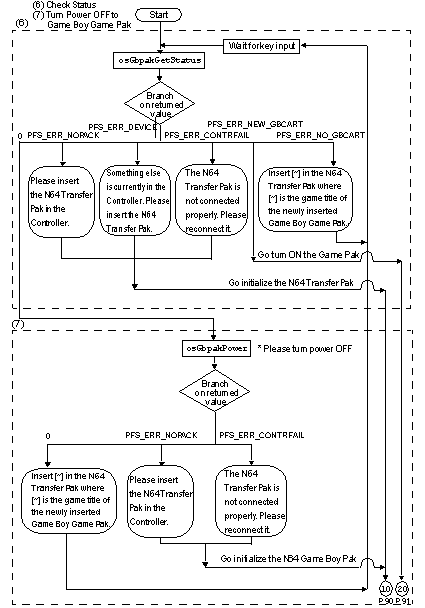 (6) Check Status
(7) Turn Power OFF to
Game Boy Game Pak
Start
(6)
Wait for key input
osGbpakGetStatus
Branch
on returned
value
PFS_ERR_DEVICE
PFS_ERR_NEW_GBCART
0
PFS_ERR_NOPACK
PFS_ERR_CONTRFAIL
PFS_ERR_NO_GBCART
Please insert
the N64 Transfer
Pak in the
Controller.
Something else
is currently in the
Controller. Please
insert the N64
Transfer Pak.
The N64
Transfer Pak is
not connected
properly. Please
reconnect it.
Insert [~] in the N64
Transfer Pak where
[~] is the game title of
the newly inserted
Game Boy Game Pak.
Go turn ON the Game Pak
Go initialize the N64 Transfer Pak
(7)
osGbpakPower
* Please turn power OFF
Branch
on returned
value
0
PFS_ERR_NOPACK
PFS_ERR_CONTRFAIL
Insert [~] in the N64
Transfer Pak where
[~] is the game title of
the newly inserted
Game Boy Game Pak.
Please insert
the N64 Transfer
Pak in the
Controller.
The N64
Transfer Pak is
not connected
properly. Please
reconnect it.
Go initialize the N64 Game Boy Pak
10
20
P.90
P.91